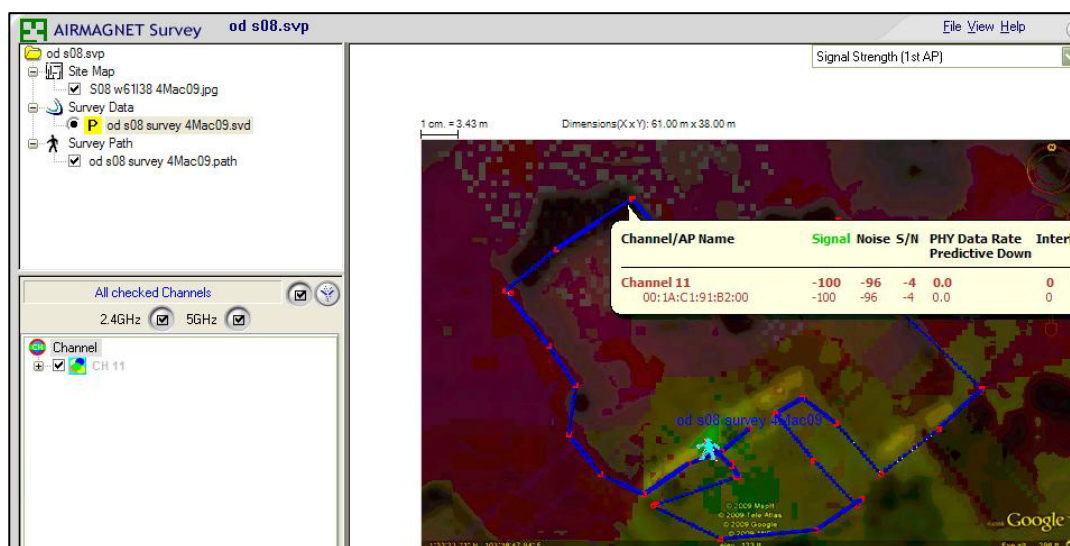 AIRMAGNET Survey od s08.svp File View Help
od s08.svp
Site Map
S08 w61l38 4Mac09.jpg
Survey Data
P od s08 survey 4Mac09.svd
Survey Path
od s08 survey 4Mac09.path
Signal Strength (1st AP)
1 cm. = 3.43 m Dimensions(X x Y): 61.00 m x 38.00 m
Channel/AP Name Signal Noise S/N PHY Data Rate Interf
Predictive Down
Channel 11 -100 -96 -4 0.0 0
00:1A:C1:91:B2:00 -100 -96 -4 0.0 0
All checked Channels
2.4GHz 5GHz
CH Channel
CH 11
od s08 survey 4Mac09
© 2009 MapIt
© 2009 Tele Atlas
© 2009 Google
Google